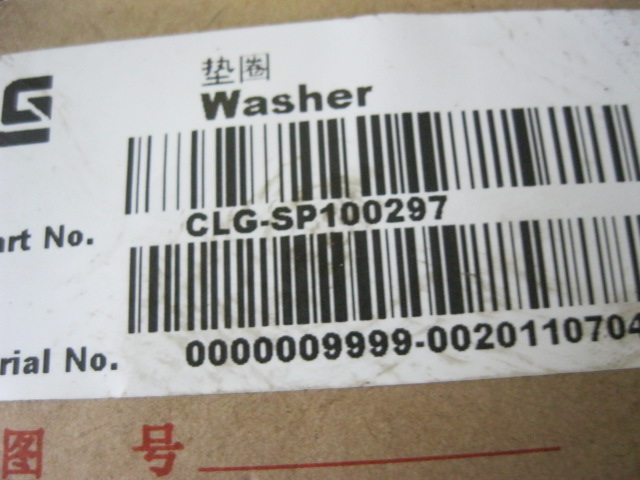 垫圈
Washer
art No. CLG-SP100297
rial No. 0000009999-0020110704
图 号